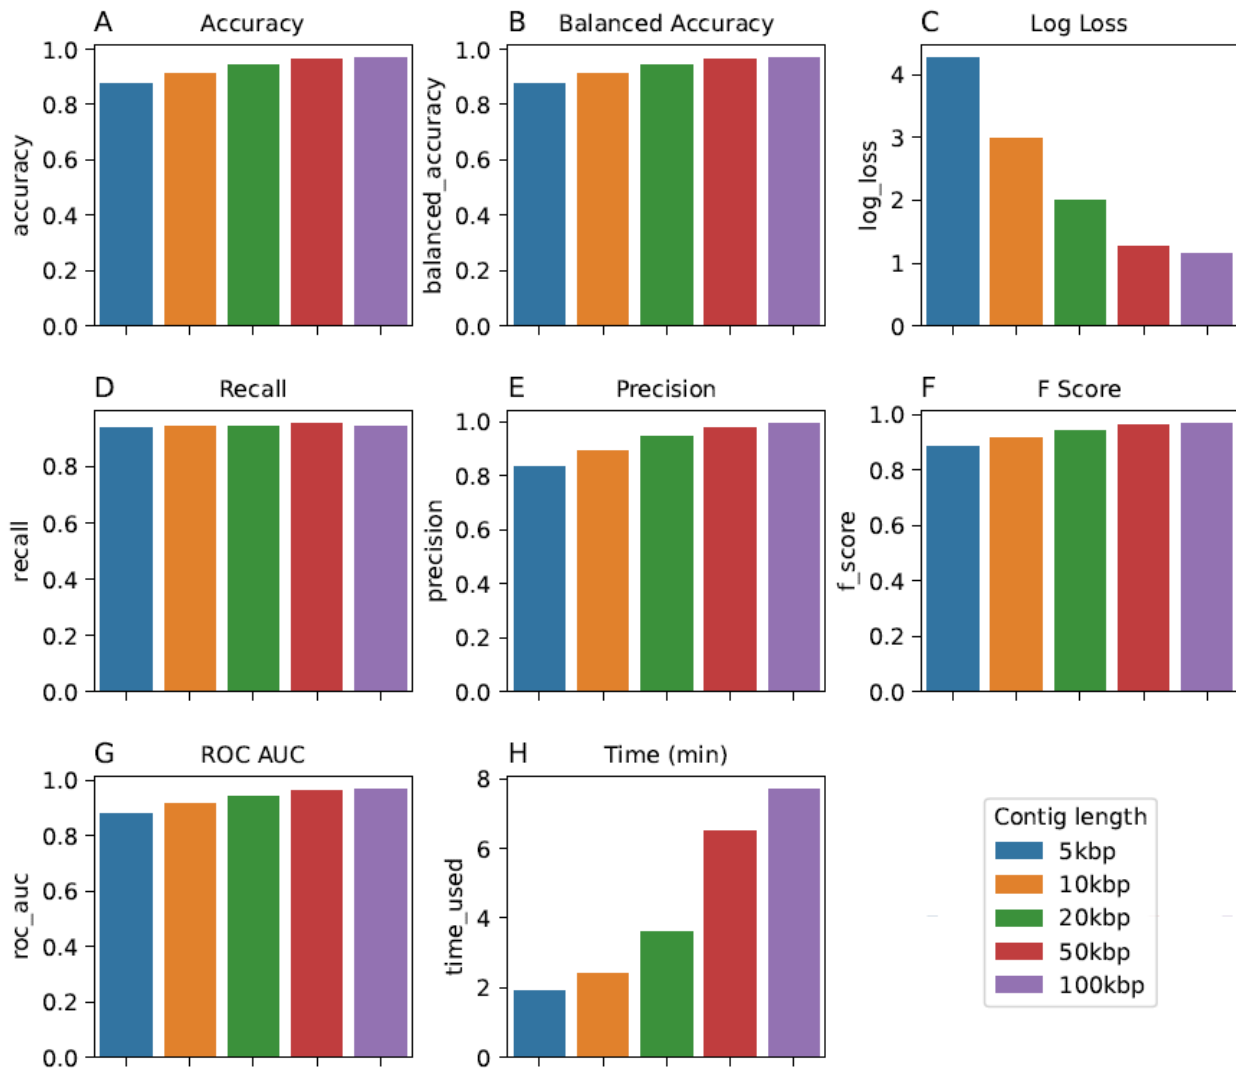 A Accuracy
1.0
0.8
0.6
0.4
0.2
0.0
accuracy
B Balanced Accuracy
1.0
0.8
0.6
0.4
0.2
0.0
balanced_accuracy
C Log Loss
4
3
2
1
0
log_loss
D Recall
0.8
0.6
0.4
0.2
0.0
recall
E Precision
1.0
0.8
0.6
0.4
0.2
0.0
precision
F F Score
1.0
0.8
0.6
0.4
0.2
0.0
f_score
G ROC AUC
1.0
0.8
0.6
0.4
0.2
0.0
roc_auc
H Time (min)
8
6
4
2
0
time_used
Contig length
5kbp
10kbp
20kbp
50kbp
100kbp